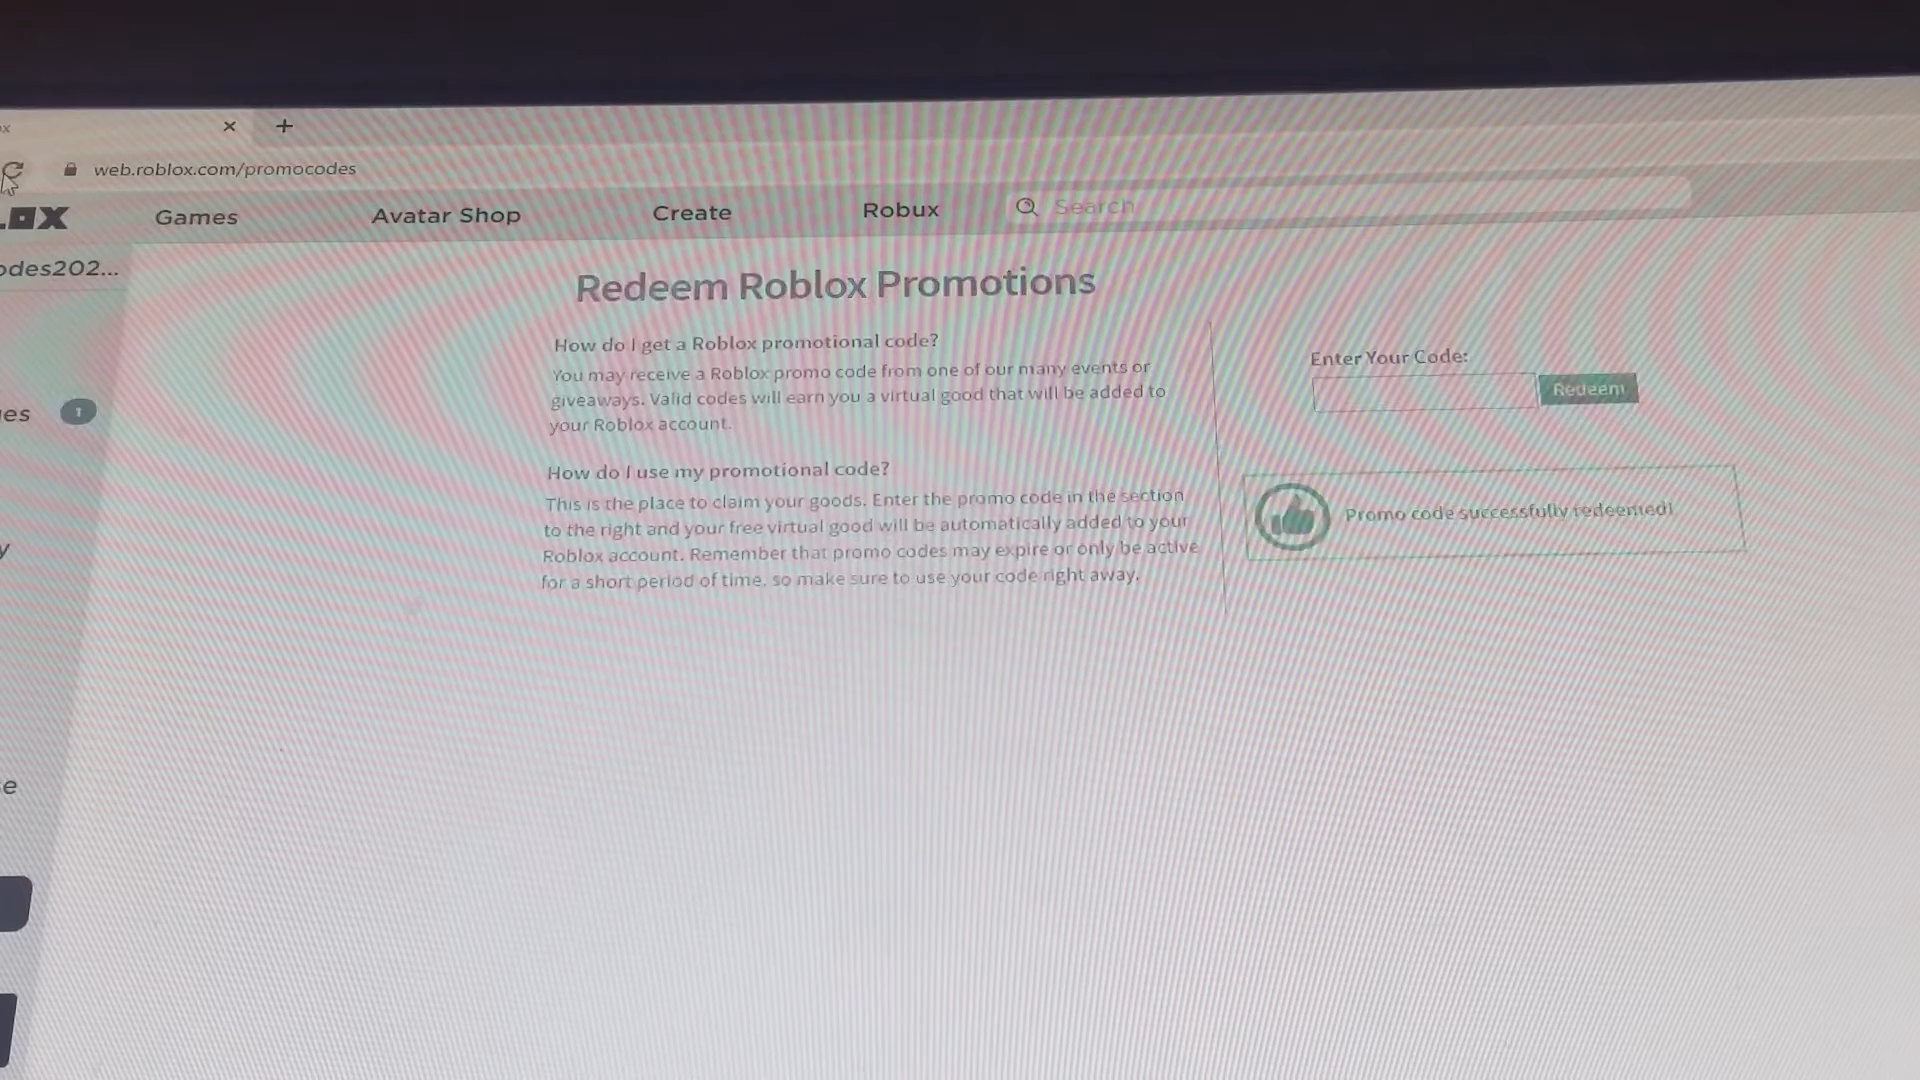 x
web.roblox.com/promocodes
LOX Games Avatar Shop Create Robux Search
odes202...
Redeem Roblox Promotions
How do I get a Roblox promotional code?
You may receive a Roblox promo code from one of our many events or
giveaways. Valid codes will earn you a virtual good that will be added to
your Roblox account.
Enter Your Code:
Redeem
es 1
How do I use my promotional code?
This is the place to claim your goods. Enter the promo code in the section
to the right and your free virtual good will be automatically added to your
Roblox account. Remember that promo codes may expire or only be active
for a short period of time, so make sure to use your code right away.
Promo code successfully redeemed!
y
e